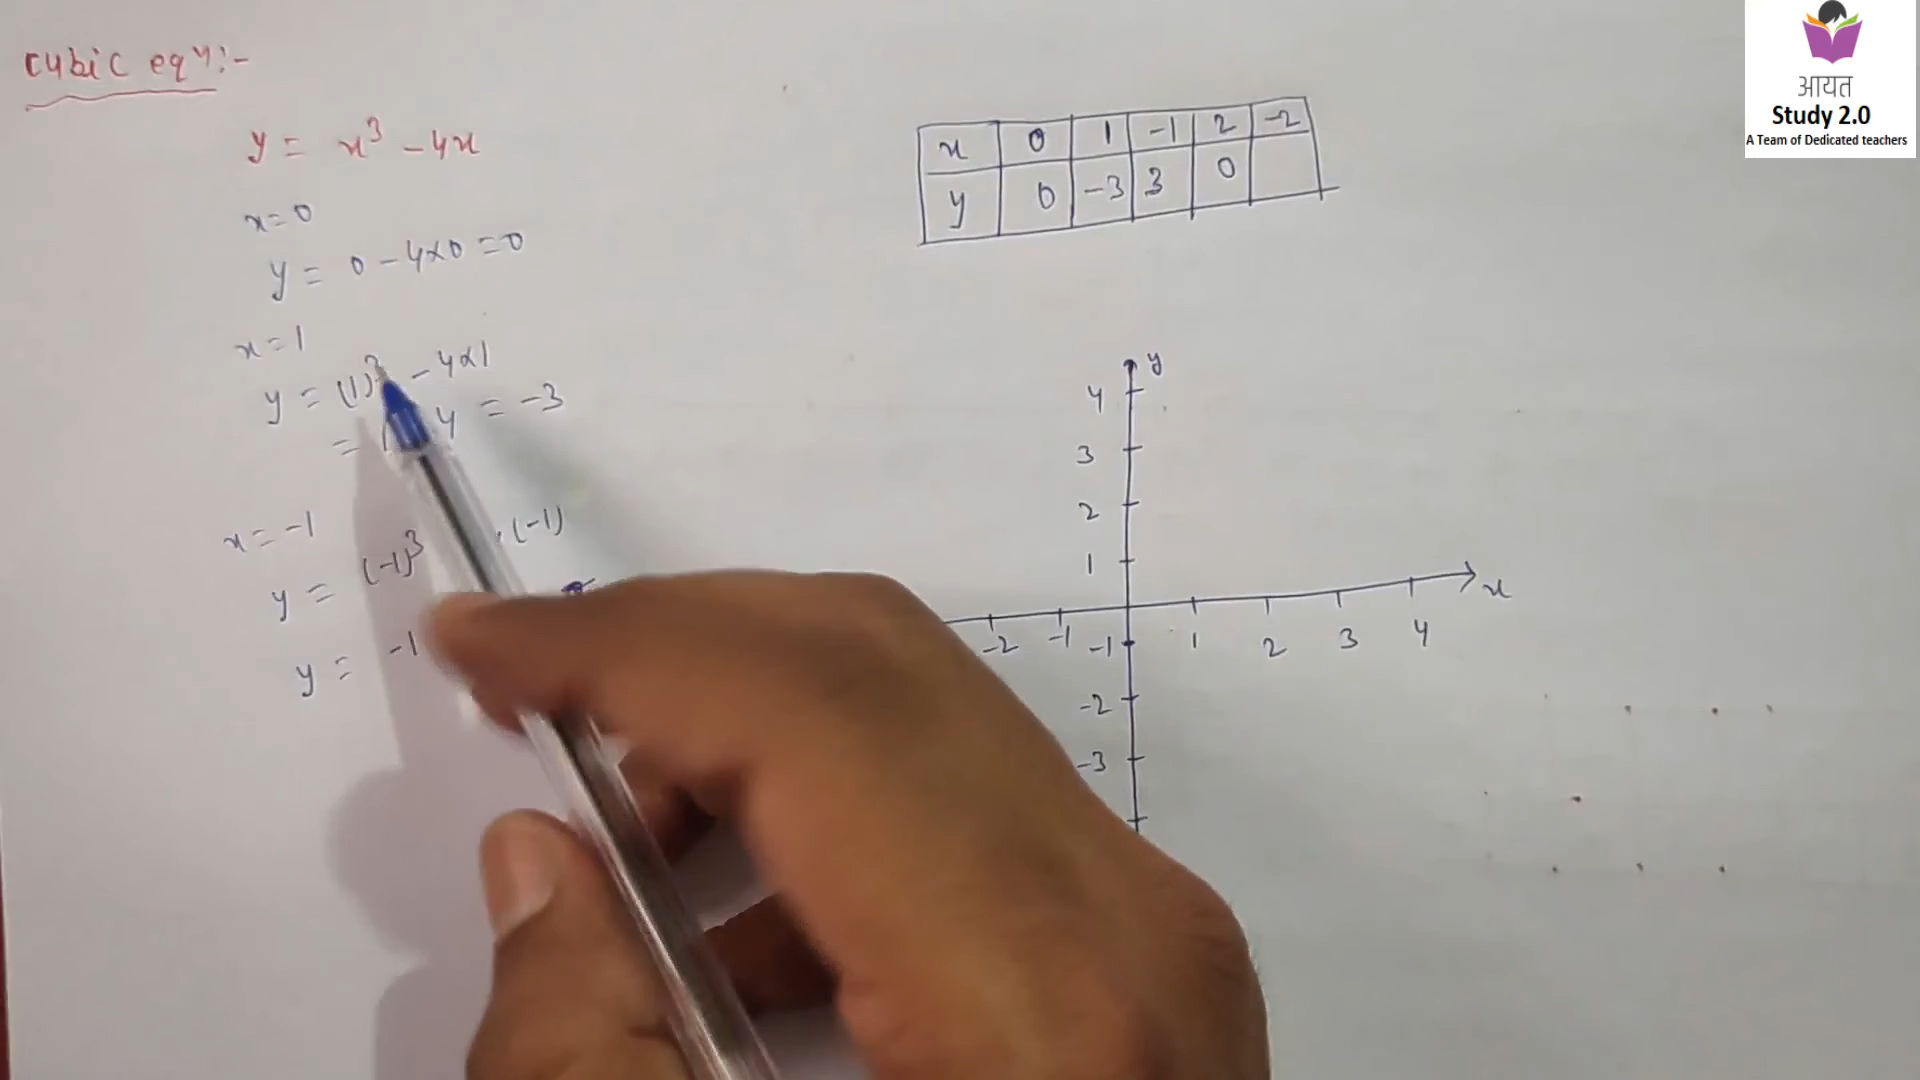 cubic eqn:-
y = x³ - 4x
x = 0
y = 0 - 4×0 = 0
x = 1
y = (1)³ - 4×1
= 4 = -3
x = -1
y = (-1)³ (-1)
y = -1
x 0 1 -1 2 -2
y 0 -3 3 0
y
4
3
2
1
x
-2 -1 -1 1 2 3 4
-2
-3
आयत
Study 2.0
A Team of Dedicated teachers